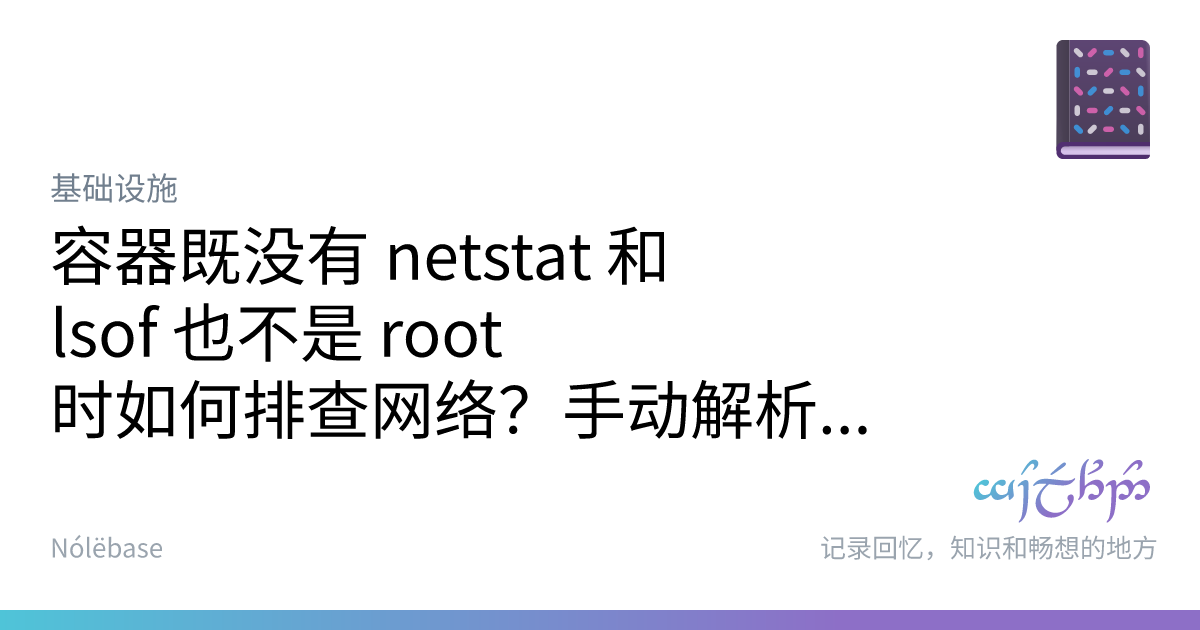 基础设施
容器既没有 netstat 和
lsof 也不是 root
时如何排查网络？手动解析...
Nólëbase
记录回忆，知识和畅想的地方